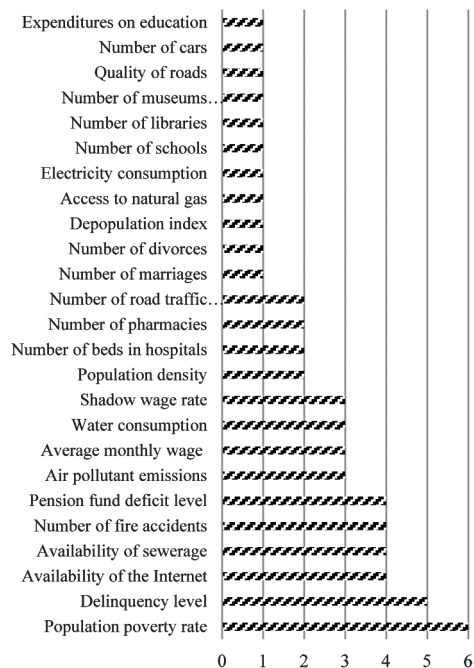 Expenditures on education
Number of cars
Quality of roads
Number of museums…
Number of libraries
Number of schools
Electricity consumption
Access to natural gas
Depopulation index
Number of divorces
Number of marriages
Number of road traffic…
Number of pharmacies
Number of beds in hospitals
Population density
Shadow wage rate
Water consumption
Average monthly wage
Air pollutant emissions
Pension fund deficit level
Number of fire accidents
Availability of sewerage
Availability of the Internet
Delinquency level
Population poverty rate
0 1 2 3 4 5 6